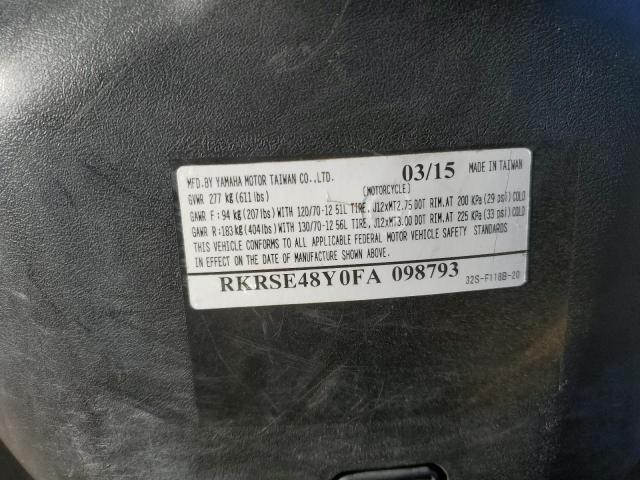 MFD.BY YAMAHA MOTOR TAIWAN CO.,LTD. 03/15 MADE IN TAIWAN
GVWR 277 kg (611 lbs) (MOTORCYCLE)
GAWR F: 94 kg (207 lbs) WITH 120/70-12 51L TIRE, J12xMT2.75 DOT RIM.AT 200 KPa (29 psi) COLD
GAWR R: 183 kg (404 lbs) WITH 130/70-12 56L TIRE, J12xMT3.00 DOT RIM.AT 225 KPa (33 psi) COLD
THIS VEHICLE CONFORMS TO ALL APPLICABLE FEDERAL MOTOR VEHICLE SAFETY STANDARDS
IN EFFECT ON THE DATE OF MANUFACTURE SHOWN ABOVE.
RKRSE48Y0FA 098793 32S-F118B-20